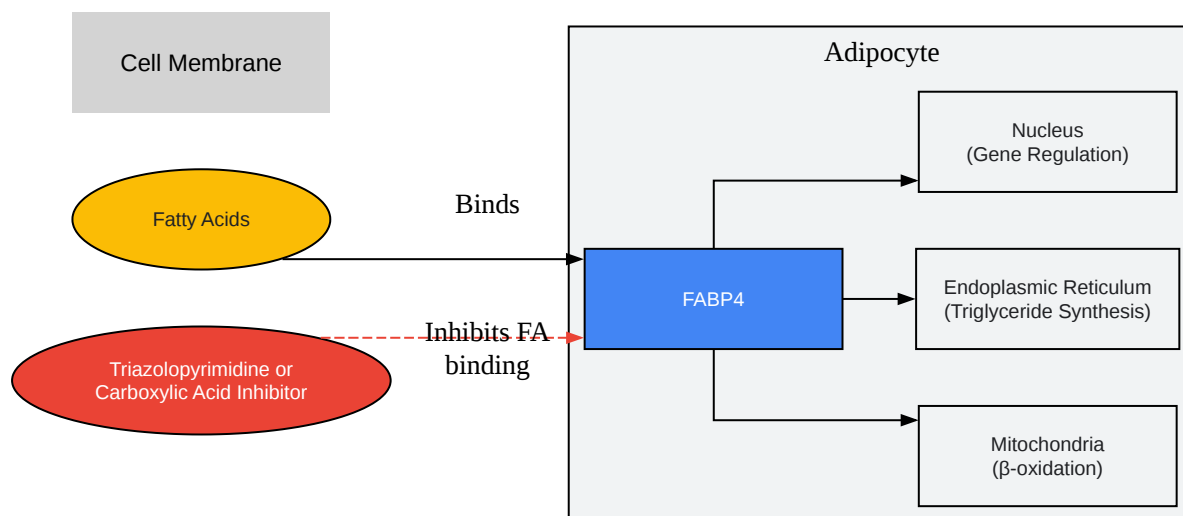 Cell Membrane
Adipocyte
Nucleus
(Gene Regulation)
Fatty Acids
Binds
FABP4
Endoplasmic Reticulum
(Triglyceride Synthesis)
Inhibits FA
binding
Triazolopyrimidine or
Carboxylic Acid Inhibitor
Mitochondria
(β-oxidation)